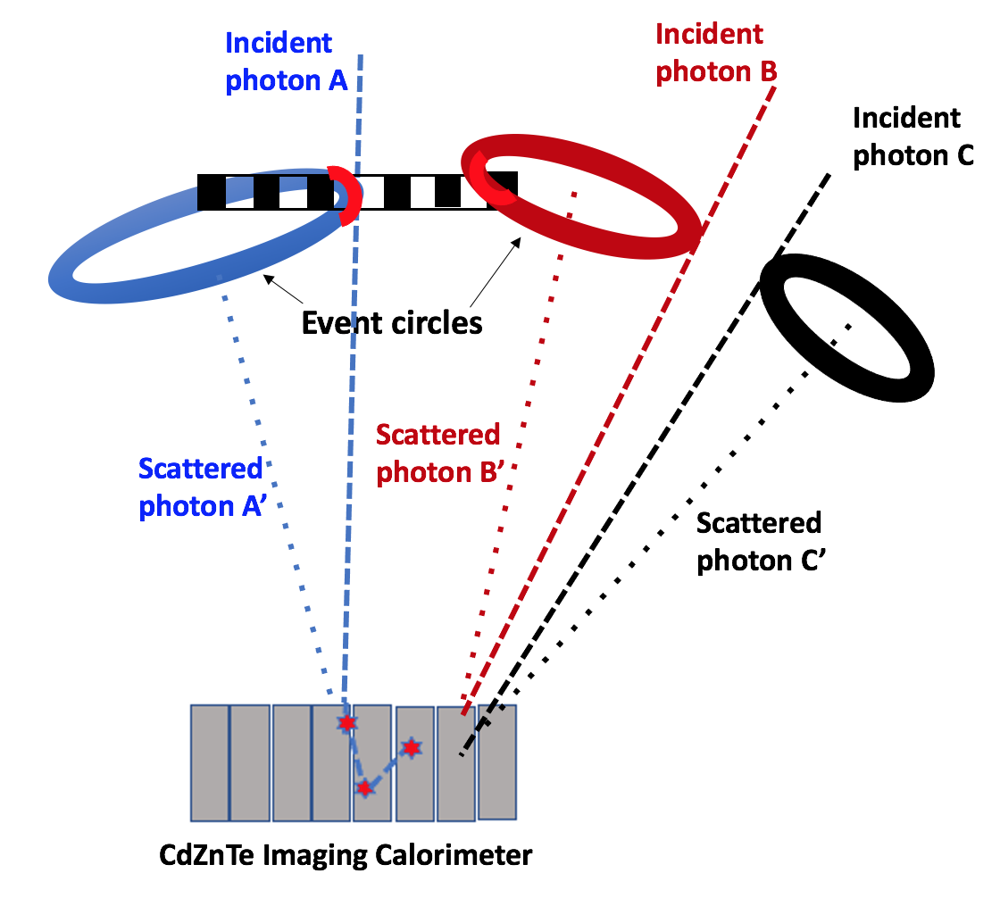 Incident
photon A
Incident
photon B
Incident
photon C
Event circles
Scattered
photon B’
Scattered
photon A’
Scattered
photon C’
CdZnTe Imaging Calorimeter